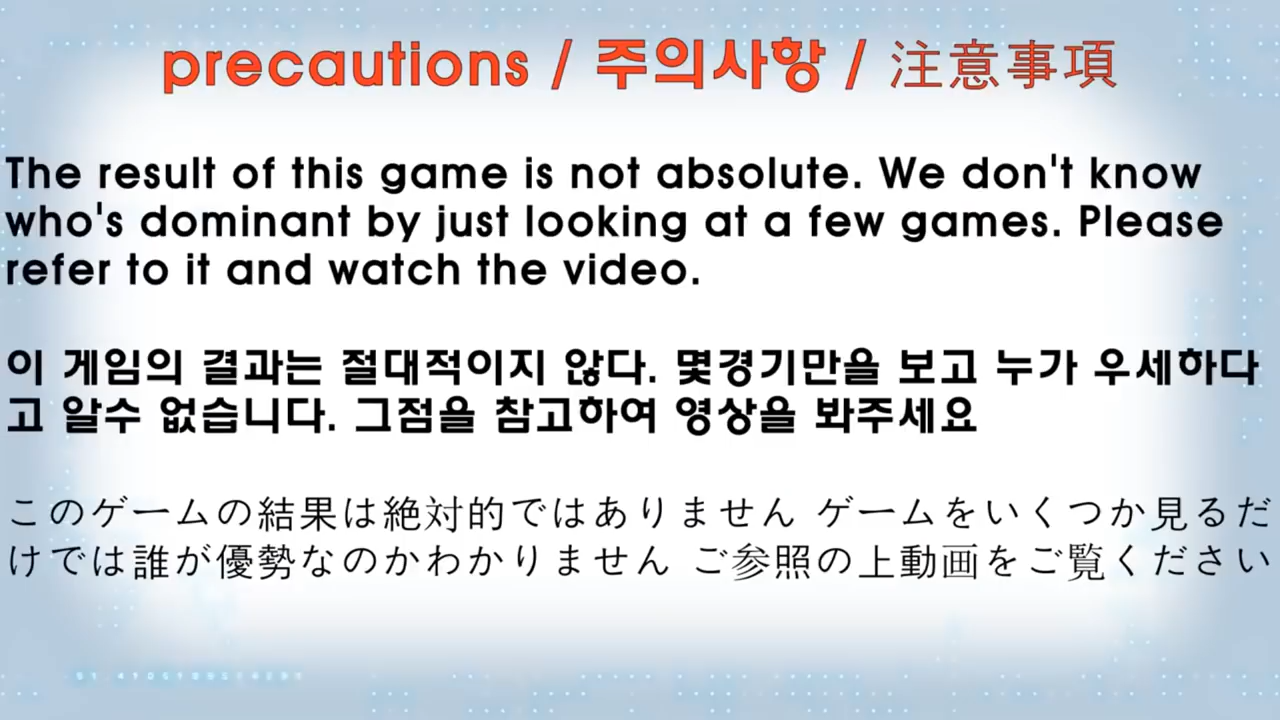 precautions / 주의사항 / 注意事項
The result of this game is not absolute. We don't know
who's dominant by just looking at a few games. Please
refer to it and watch the video.
이 게임의 결과는 절대적이지 않다. 몇경기만을 보고 누가 우세하다
고 알수 없습니다. 그점을 참고하여 영상을 봐주세요
このゲームの結果は絶対的ではありません ゲームをいくつか見るだ
けでは誰が優勢なのかわかりません ご参照の上動画をご覧ください